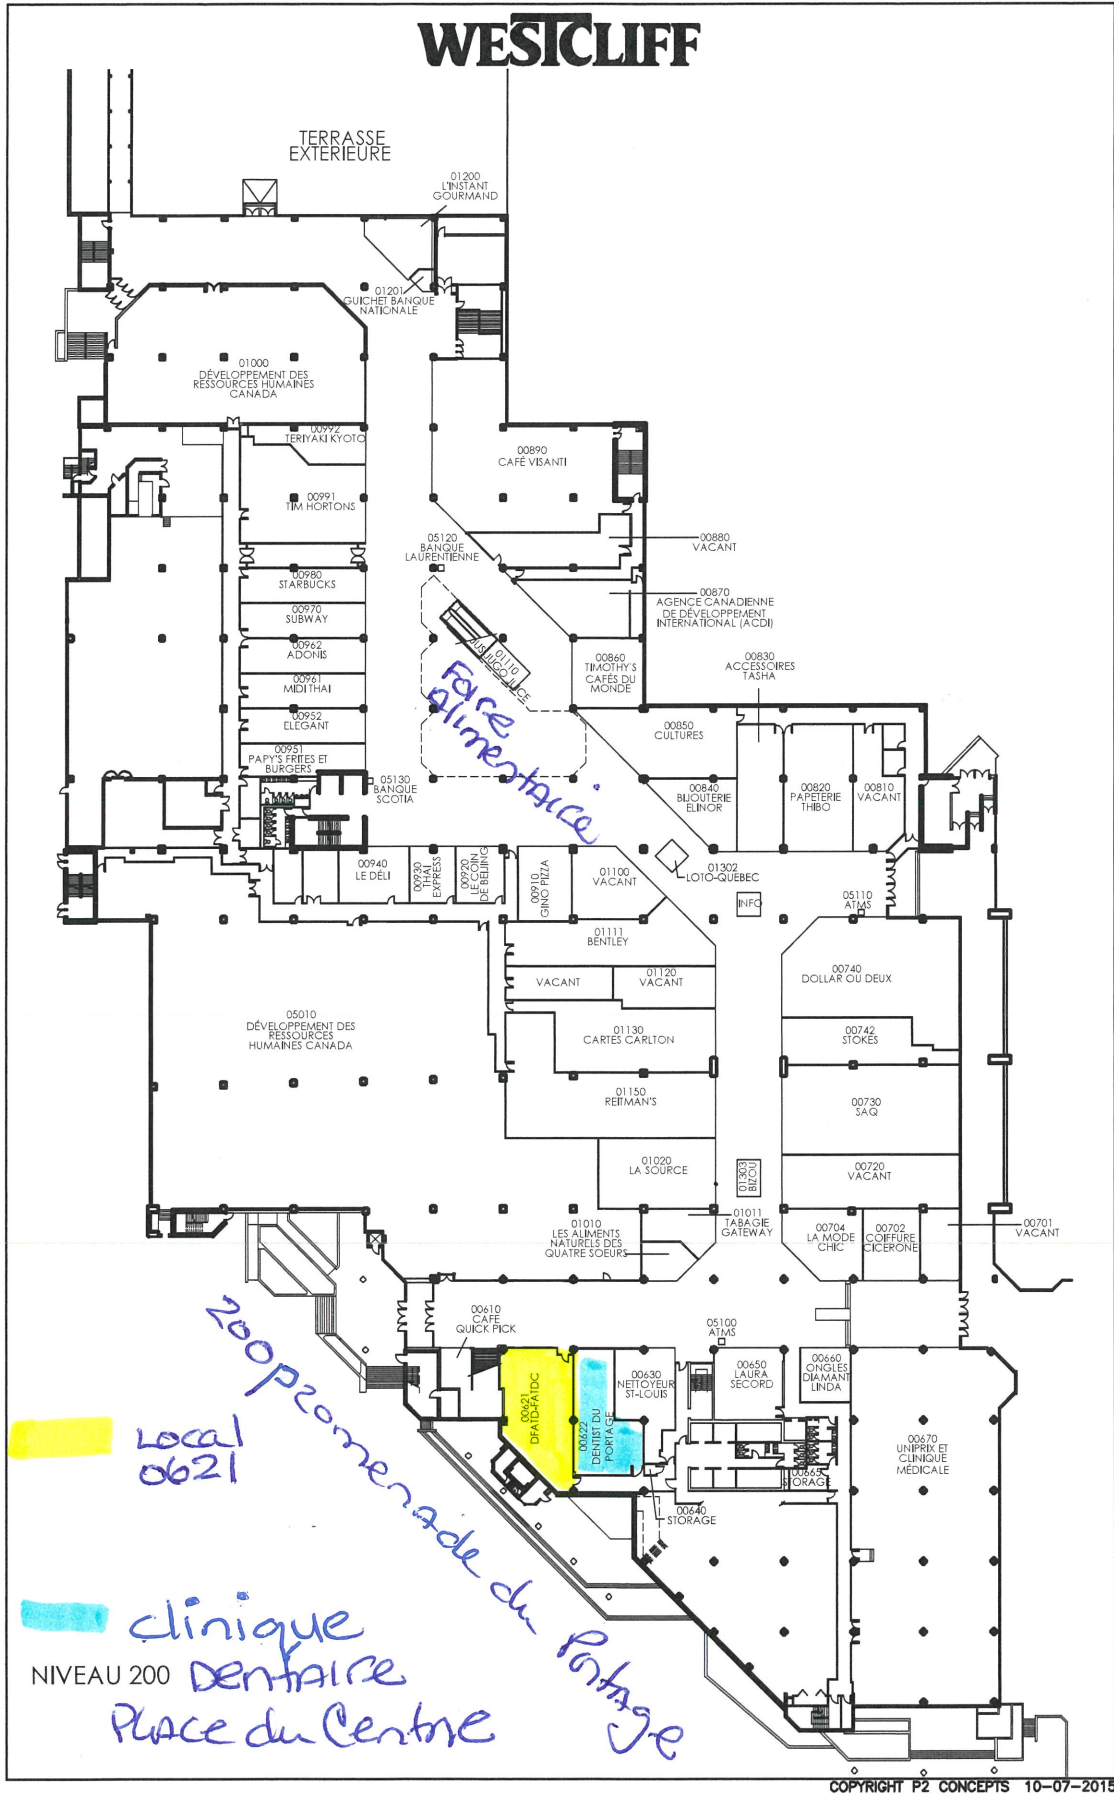 WESTCLIFF
TERRASSE
EXTERIEURE
01200
L'INSTANT
GOURMAND
01201
GUICHET BANQUE
NATIONALE
01000
DÉVELOPPEMENT DES
RESSOURCES HUMAINES
CANADA
00992
TERIYAKI KYOTO
00991
TIM HORTONS
00890
CAFÉ VISANTI
05120
BANQUE
LAURENTIENNE
00880
VACANT
00980
STARBUCKS
00970
SUBWAY
00962
ADONIS
00961
MIDI THAI
00952
ELEGANT
00951
PAPY'S FRITES ET
BURGERS
00870
AGENCE CANADIENNE
DE DÉVELOPPEMENT
INTERNATIONAL (ACDI)
01110
JUS JUGO JUICE
00860
TIMOTHY'S
CAFÉS DU
MONDE
00830
ACCESSOIRES
TASHA
Foire
Alimentaire
00850
CULTURES
05130
BANQUE
SCOTIA
00840
BIJOUTERIE
ELINOR
00820
PAPETERIE
THIBO
00810
VACANT
00940
LE DÉLI
00930
THAI
EXPRESS
00920
LE COIN
DE BEIJING
00910
GINO PIZZA
01100
VACANT
01302
LOTO-QUEBEC
INFO
05110
ATMS
01111
BENTLEY
VACANT
01120
VACANT
00740
DOLLAR OU DEUX
05010
DÉVELOPPEMENT DES
RESSOURCES
HUMAINES CANADA
01130
CARTES CARLTON
00742
STOKES
01150
REITMAN'S
00730
SAQ
01020
LA SOURCE
01303
BIZOU
00720
VACANT
01010
LES ALIMENTS
NATURELS DES
QUATRE SOEURS
01011
TABAGIE
GATEWAY
00704
LA MODE
CHIC
00702
COIFFURE
CICERONE
00701
VACANT
00610
CAFE
QUICK PICK
05100
ATMS
00621
DFATD-FATDC
00622
DENTIST DU
PORTAGE
00630
NETTOYEUR
ST-LOUIS
00650
LAURA
SECORD
00660
ONGLES
DIAMANT
LINDA
00670
UNIPRIX ET
CLINIQUE
MÉDICALE
00665
STORAGE
00640
STORAGE
200 promenade du Portage
Local
0621
clinique
NIVEAU 200 Dentaire
Place du Centre
COPYRIGHT P2 CONCEPTS 10-07-2015